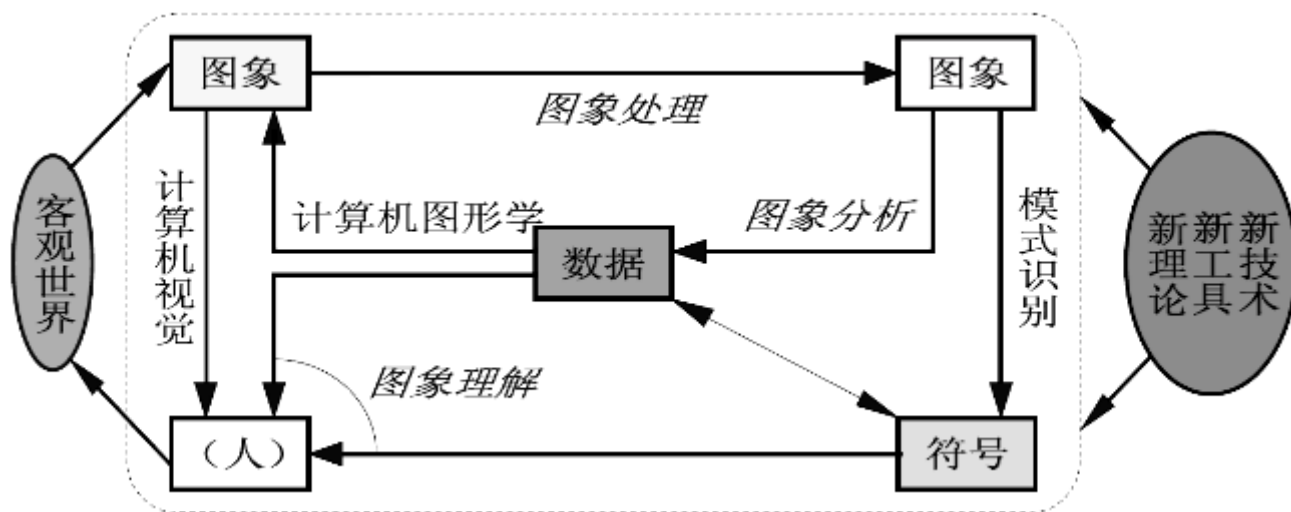 图象
图象
图象处理
客观世界
计算机视觉
计算机图形学
图象分析
模式识别
新理论
新工具
新技术
数据
图象理解
（人）
符号